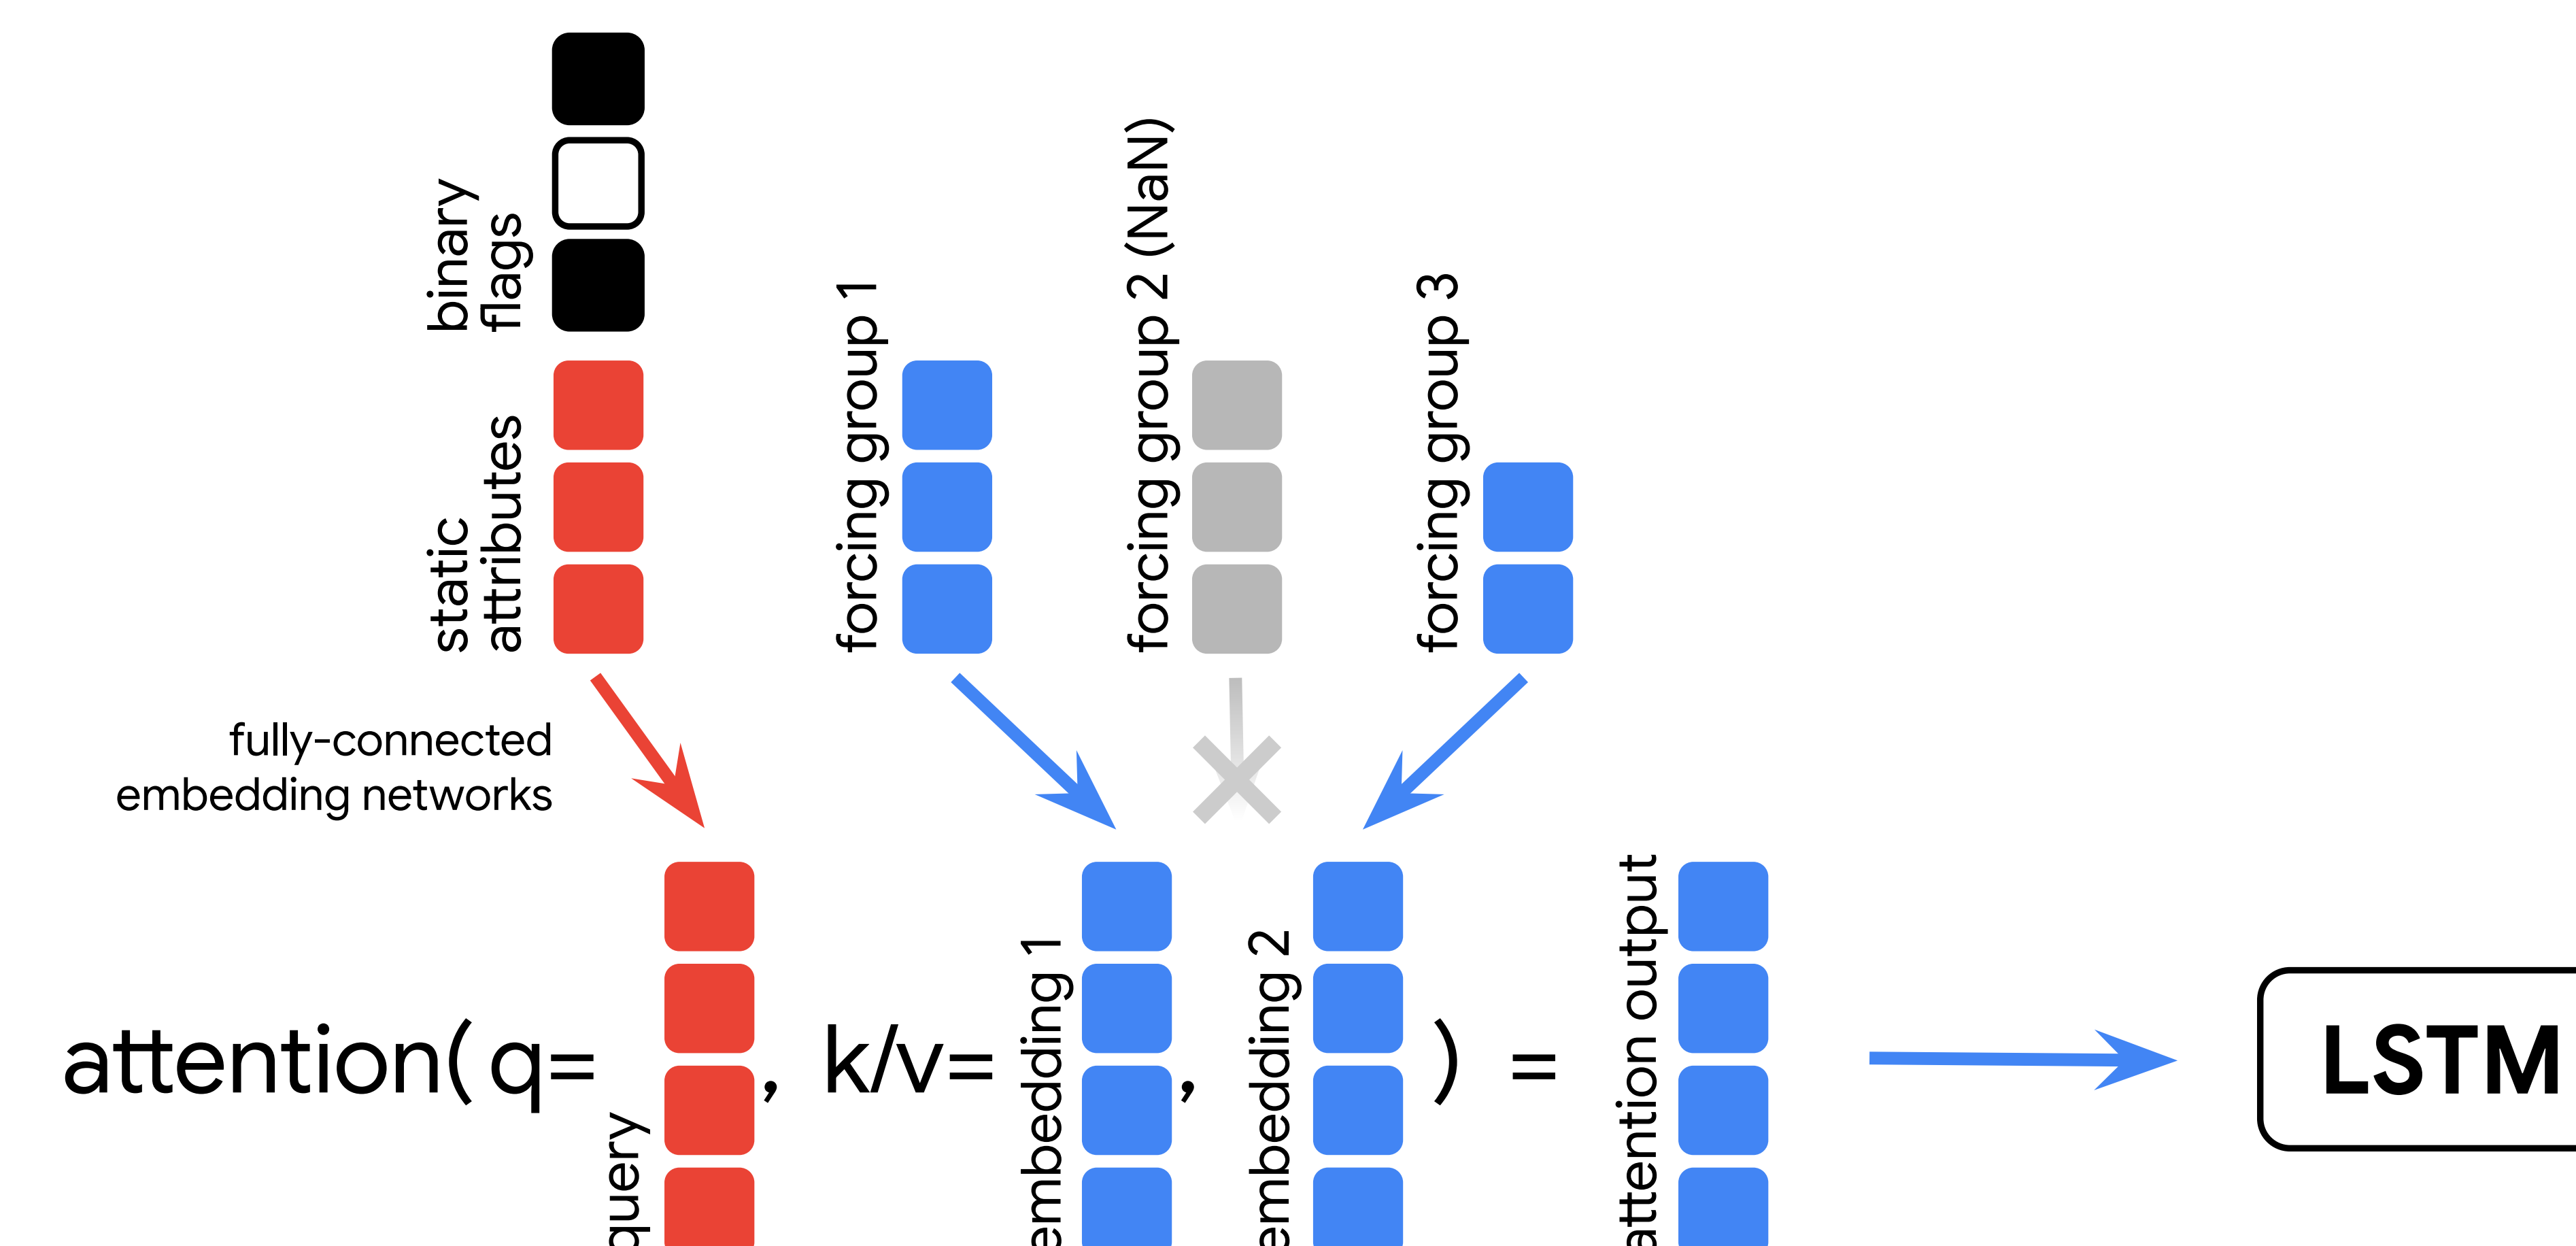 binary
flags
static
attributes
forcing group 1
forcing group 2 (NaN)
forcing group 3
fully-connected
embedding networks
attention( q=
query
,
k/v=
embedding 1
,
embedding 2
)
=
attention output
LSTM